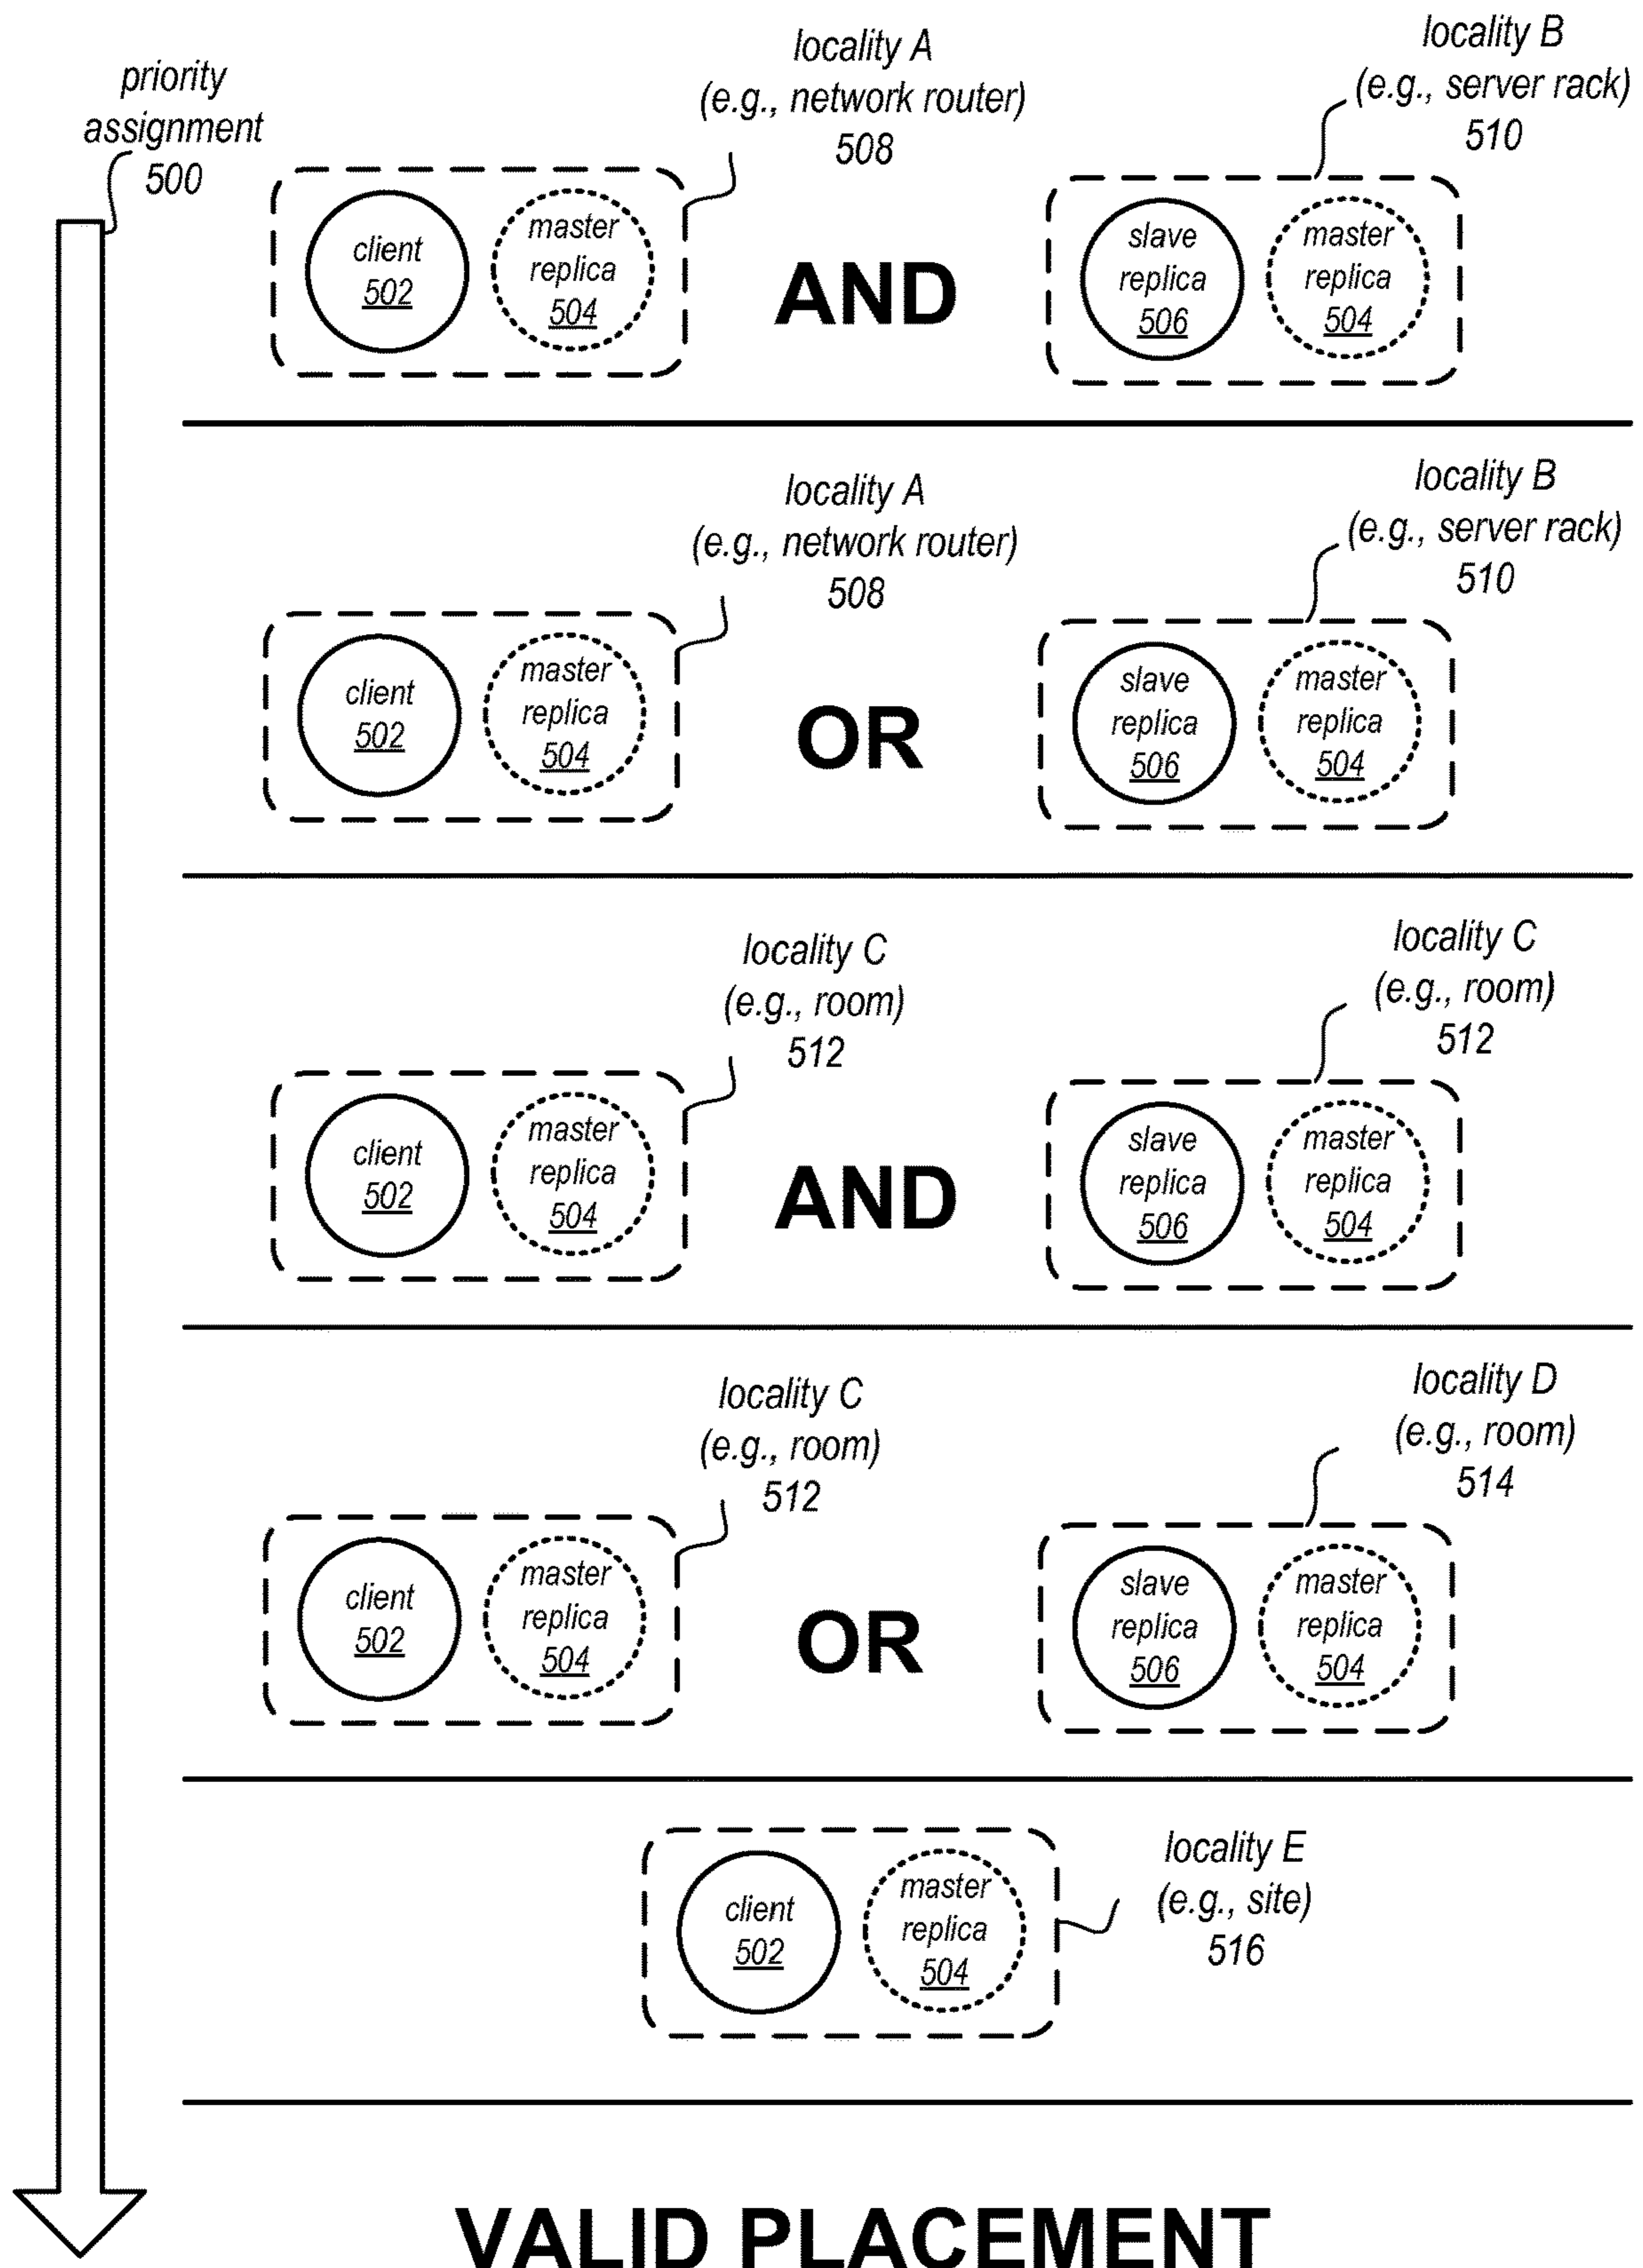 priority
assignment
500
locality A
(e.g., network router)
508
locality B
(e.g., server rack)
510
client
502
master
replica
504
AND
slave
replica
506
master
replica
504
locality A
(e.g., network router)
508
locality B
(e.g., server rack)
510
client
502
master
replica
504
OR
slave
replica
506
master
replica
504
locality C
(e.g., room)
512
locality C
(e.g., room)
512
client
502
master
replica
504
AND
slave
replica
506
master
replica
504
locality C
(e.g., room)
512
locality D
(e.g., room)
514
client
502
master
replica
504
OR
slave
replica
506
master
replica
504
client
502
master
replica
504
locality E
(e.g., site)
516
VALID PLACEMENT